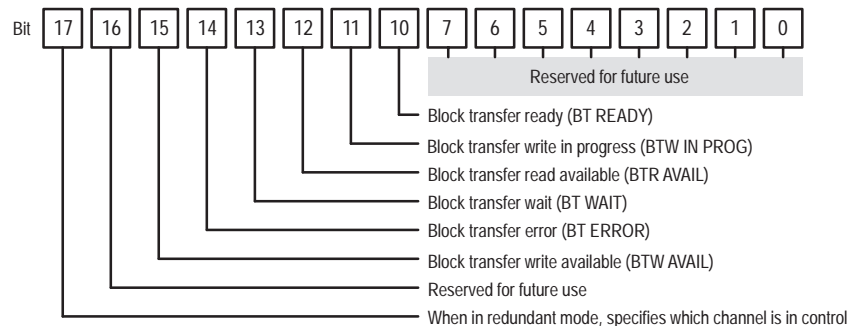 Bit 17 16 15 14 13 12 11 10 7 6 5 4 3 2 1 0
Reserved for future use
Block transfer ready (BT READY)
Block transfer write in progress (BTW IN PROG)
Block transfer read available (BTR AVAIL)
Block transfer wait (BT WAIT)
Block transfer error (BT ERROR)
Block transfer write available (BTW AVAIL)
Reserved for future use
When in redundant mode, specifies which channel is in control